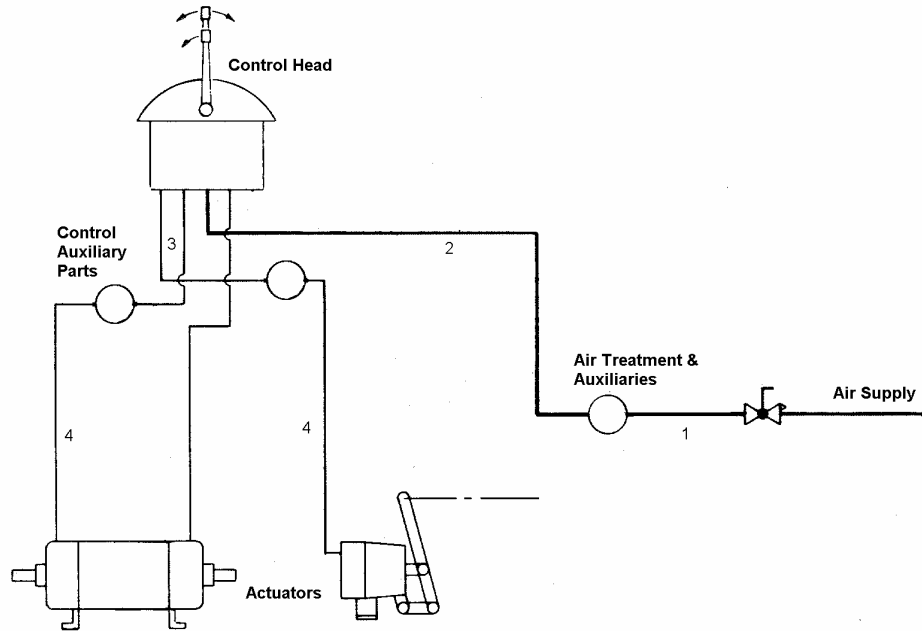 Control Head
Control
Auxiliary
Parts
3
2
Air Treatment &
Auxiliaries
Air Supply
1
4
4
Actuators